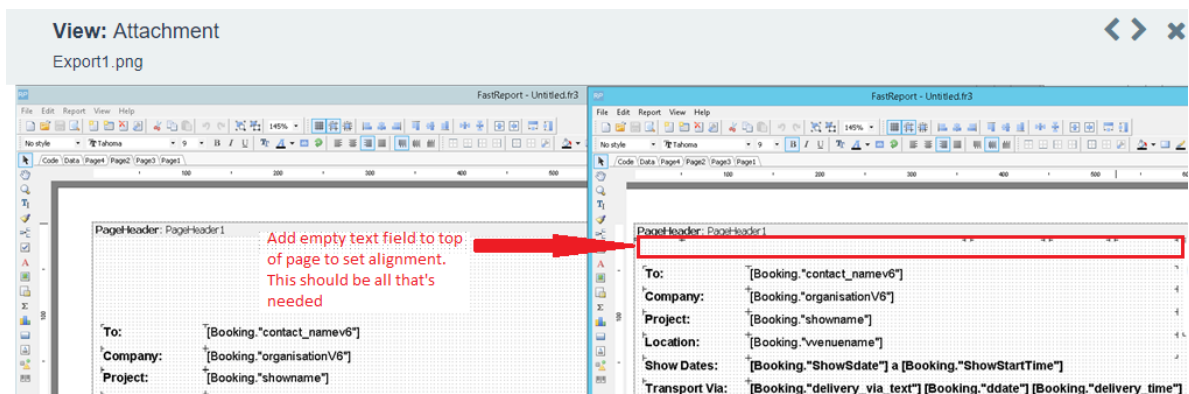 View: Attachment
Export1.png
FastReport - Untitled.fr3
File Edit Report View Help
145%
No style Tahoma 9 B I U
Code Data Page4 Page2 Page3 Page1
100 200 300 400 500
PageHeader: PageHeader1
Add empty text field to top
of page to set alignment.
This should be all that's
needed
To: [Booking."contact_namev6"]
Company: [Booking."organisationV6"]
Project: [Booking."showname"]
100
FastReport - Untitled.fr3
File Edit Report View Help
145%
No style Tahoma 9 B I U
Code Data Page4 Page2 Page3 Page1
100 200 300 400 500
PageHeader: PageHeader1
To: [Booking."contact_namev6"]
Company: [Booking."organisationV6"]
Project: [Booking."showname"]
Location: [Booking."vvenuename"]
Show Dates: [Booking."ShowSdate"] a [Booking."ShowStartTime"]
Transport Via: [Booking."delivery_via_text"] [Booking."ddate"] [Booking."delivery_time"]
100